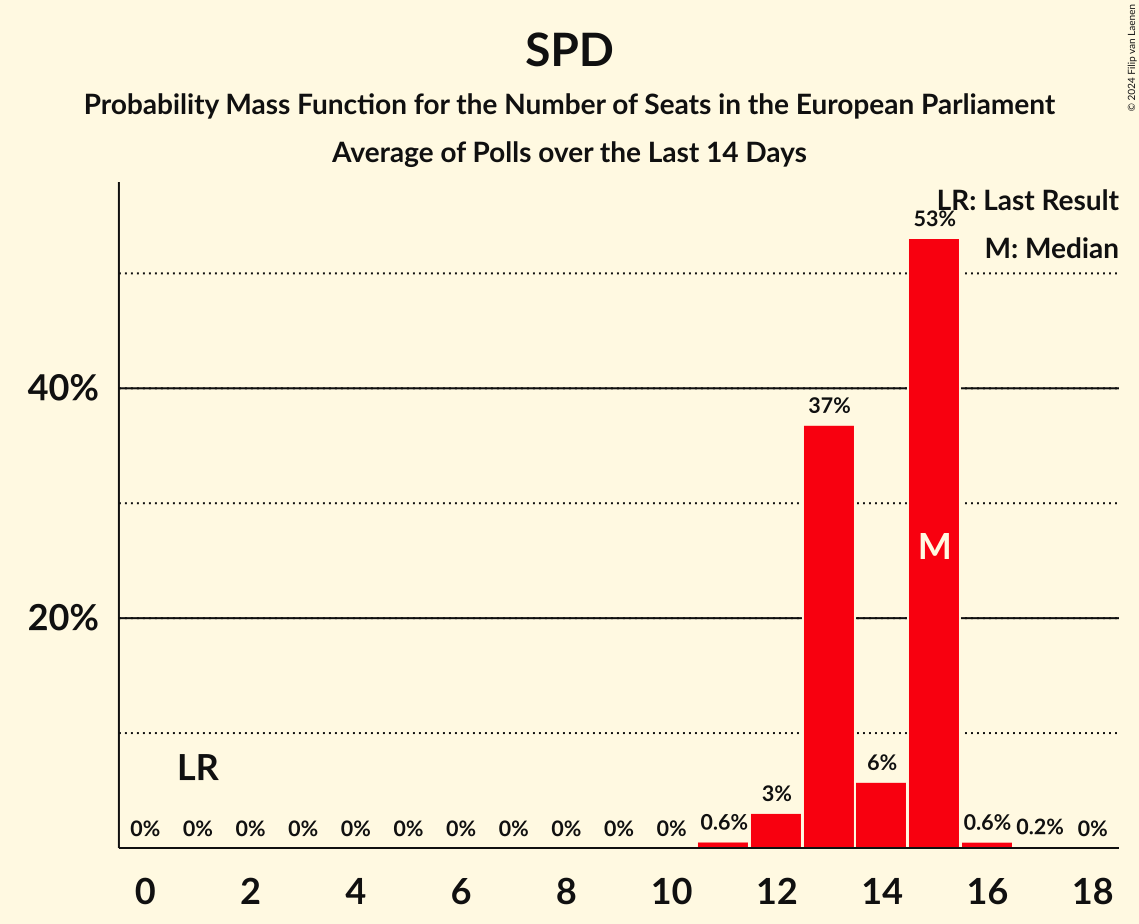 SPD
Probability Mass Function for the Number of Seats in the European Parliament
Average of Polls over the Last 14 Days
© 2024 Filip van Laenen
LR: Last Result
M: Median
53%
40%
37%
M
20%
LR
6%
3%
0% 0% 0% 0% 0% 0% 0% 0% 0% 0% 0% 0.6% 0.6% 0.2% 0%
0 2 4 6 8 10 12 14 16 18